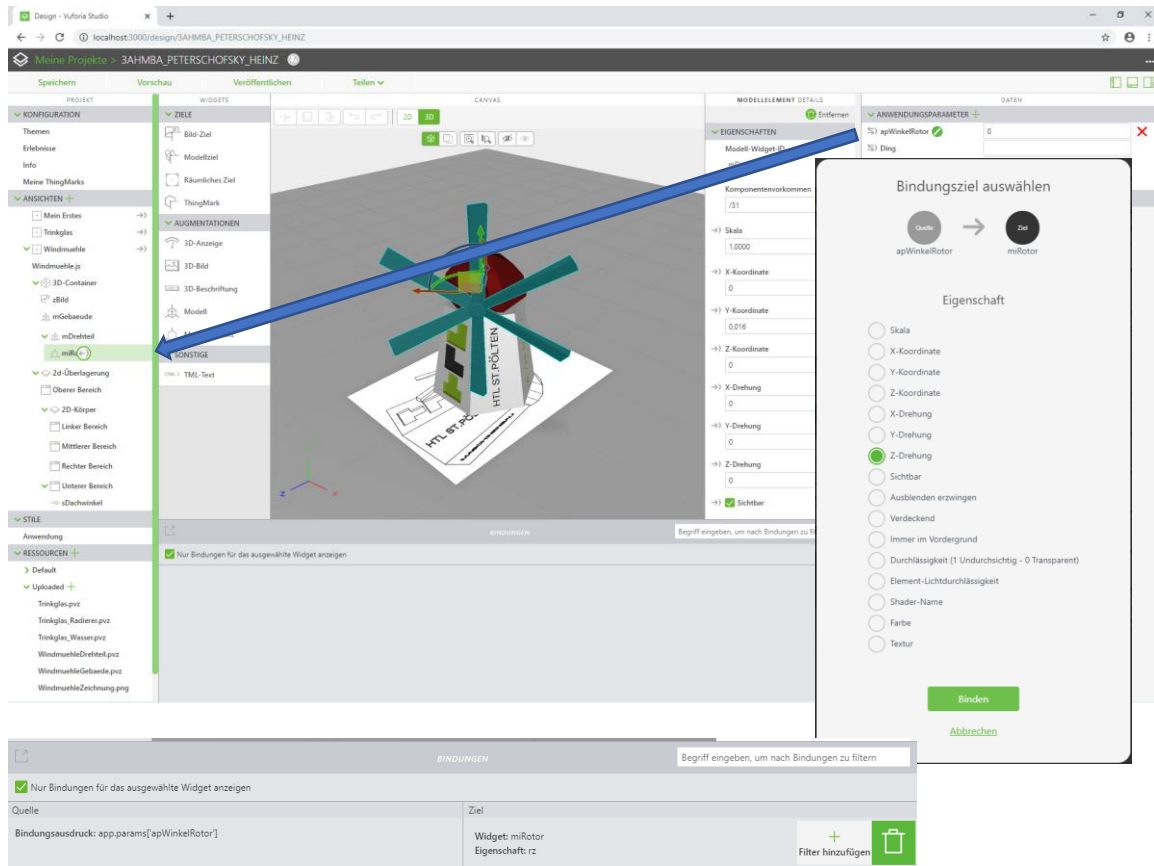 Design - Vuforia Studio
localhost:3000/design/3AHMBA_PETERSCHOFSKY_HEINZ
Meine Projekte > 3AHMBA_PETERSCHOFSKY_HEINZ
Speichern Vorschau Veröffentlichen Teilen
PROJEKT
KONFIGURATION
Themen
Erlebnisse
Info
Meine ThingMarks
ANSICHTEN
Mein Erstes
Trinkglas
Windmuehle
Windmuehle.js
3D-Container
zBild
mGebaeude
mDrehteil
2d-Überlagerung
Oberer Bereich
2D-Körper
Linker Bereich
Mittlerer Bereich
Rechter Bereich
Unterer Bereich
sDachwinkel
STILE
Anwendung
RESSOURCEN
Default
Uploaded
Trinkglas.pvz
Trinkglas_Radierer.pvz
Trinkglas_Wasser.pvz
WindmuehleDrehteil.pvz
WindmuehleGebaede.pvz
WindmuehleZeichnung.png
WIDGETS
ZIELE
Bild-Ziel
Modellziel
Räumliches Ziel
ThingMark
AUGMENTATIONEN
3D-Anzeige
3D-Bild
3D-Beschriftung
Modell
SONSTIGE
TML-Text
CANVAS
2D 3D
HTL ST.PÖLTEN
z x
MODELLELEMENT DETAILS
Entfernen
EIGENSCHAFTEN
Modell-Widget-ID
Komponentenvorkommen
/31
Skala
1.0000
X-Koordinate
0
Y-Koordinate
0,016
Z-Koordinate
0
X-Drehung
0
Y-Drehung
0
Z-Drehung
0
Sichtbar
DATEN
ANWENDUNGSPARAMETER
apWinkelRotor 0
Ding
BINDUNGEN
Begriff eingeben, um nach Bindungen zu
Nur Bindungen für das ausgewählte Widget anzeigen
Bindungsziel auswählen
Quelle Ziel
apWinkelRotor miRotor
Eigenschaft
Skala
X-Koordinate
Y-Koordinate
Z-Koordinate
X-Drehung
Y-Drehung
Z-Drehung
Sichtbar
Ausblenden erzwingen
Verdeckend
Immer im Vordergrund
Durchlässigkeit (1 Undurchsichtig - 0 Transparent)
Element-Lichtdurchlässigkeit
Shader-Name
Farbe
Textur
Binden
Abbrechen
BINDUNGEN
Begriff eingeben, um nach Bindungen zu filtern
Nur Bindungen für das ausgewählte Widget anzeigen
Quelle Ziel
Bindungsausdruck: app.params['apWinkelRotor']
Widget: miRotor
Eigenschaft: rz
Filter hinzufügen